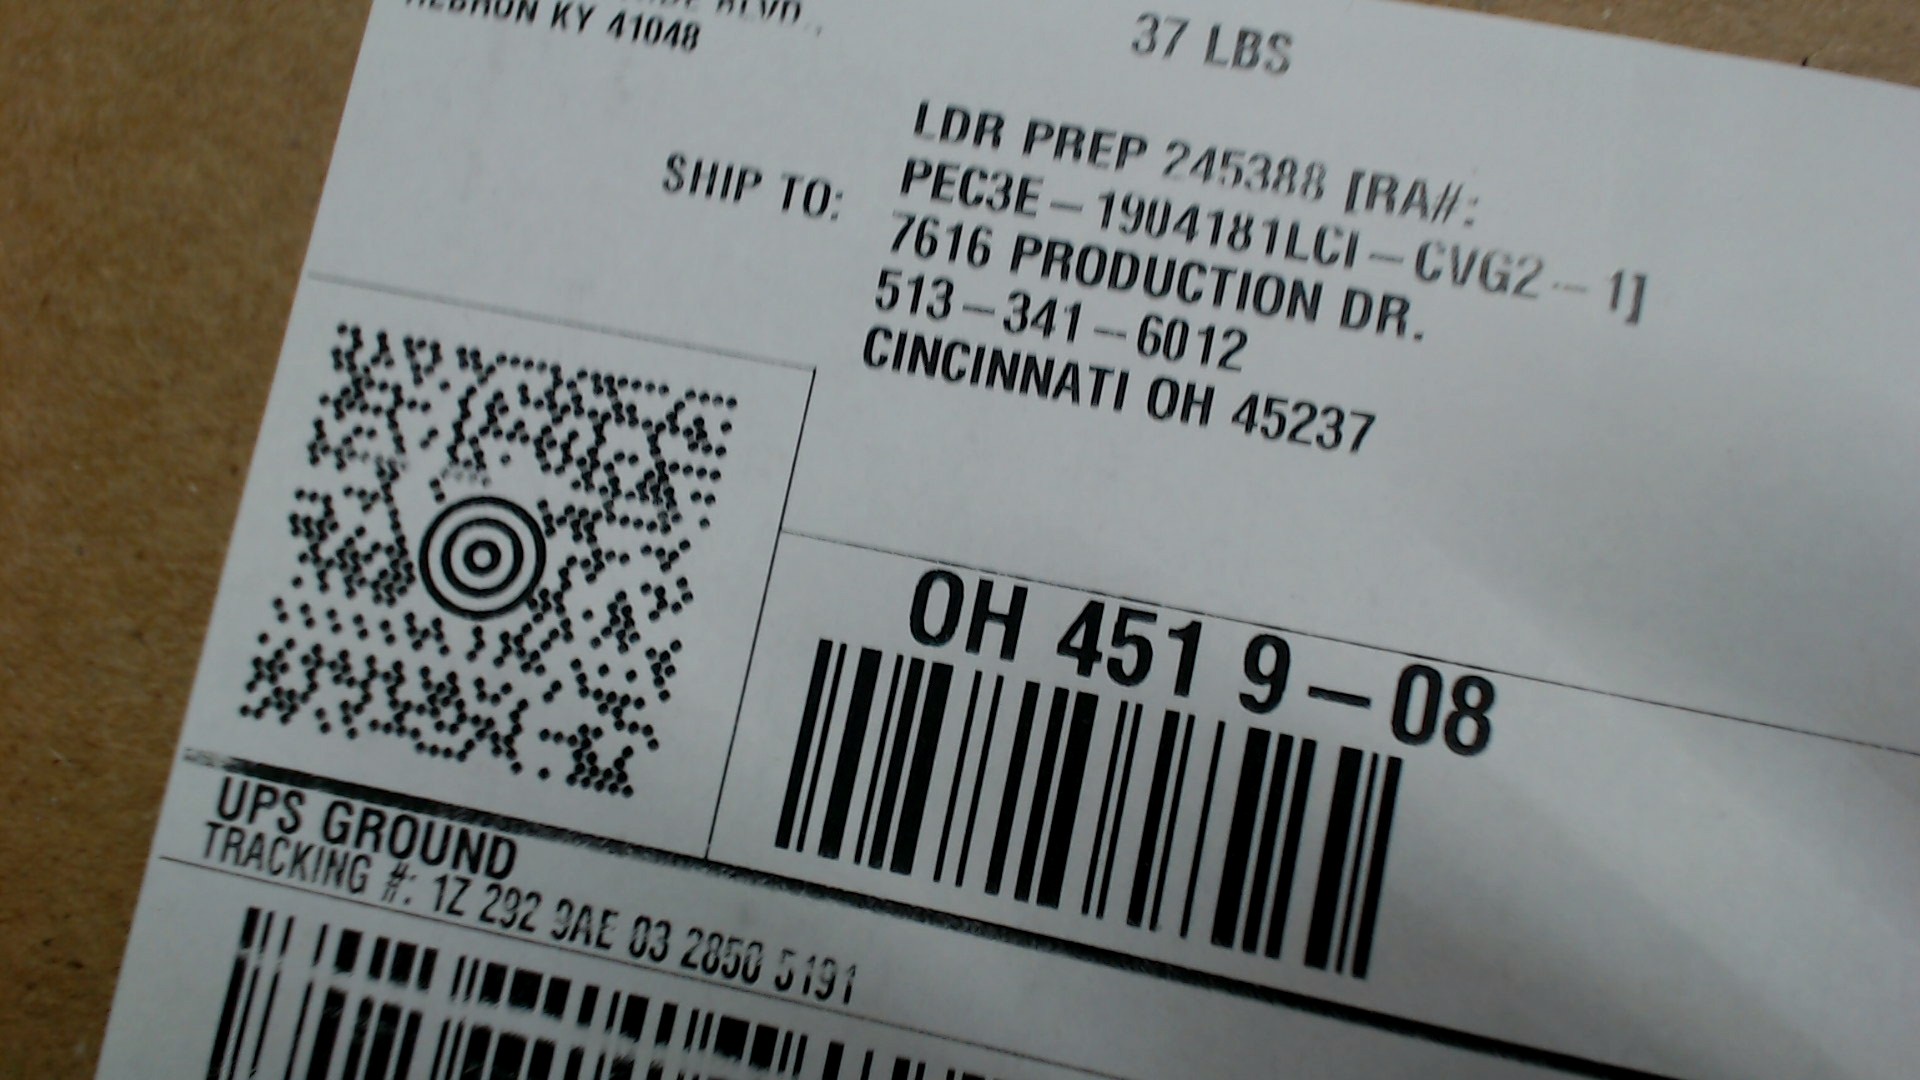 BLVD.,
HEBRON KY 41048
37 LBS
SHIP TO:
LDR PREP 245388 [RA#:
PEC3E-1904181LCI-CVG2-1]
7616 PRODUCTION DR.
513-341-6012
CINCINNATI OH 45237
OH 451 9-08
UPS GROUND
TRACKING #: 1Z 292 9AE 03 2850 5191